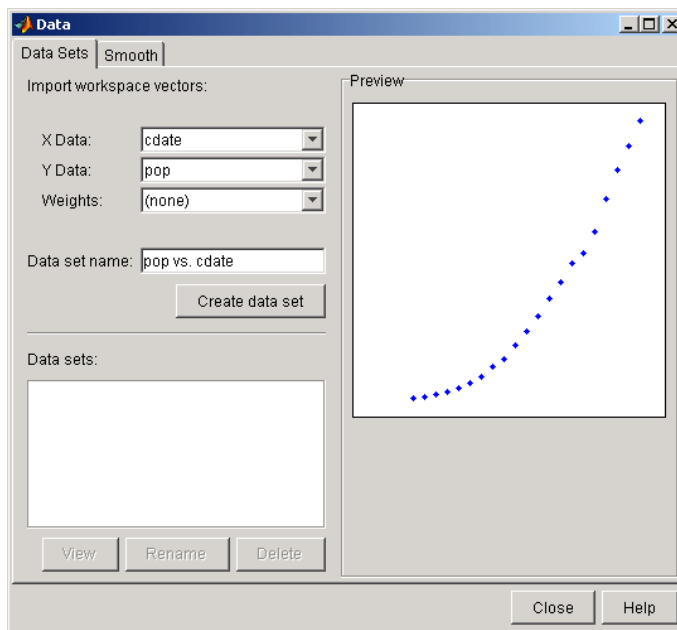 Data
Data Sets Smooth
Import workspace vectors:
X Data: cdate
Y Data: pop
Weights: (none)
Data set name: pop vs. cdate
Create data set
Data sets:
View Rename Delete
Preview
Close Help